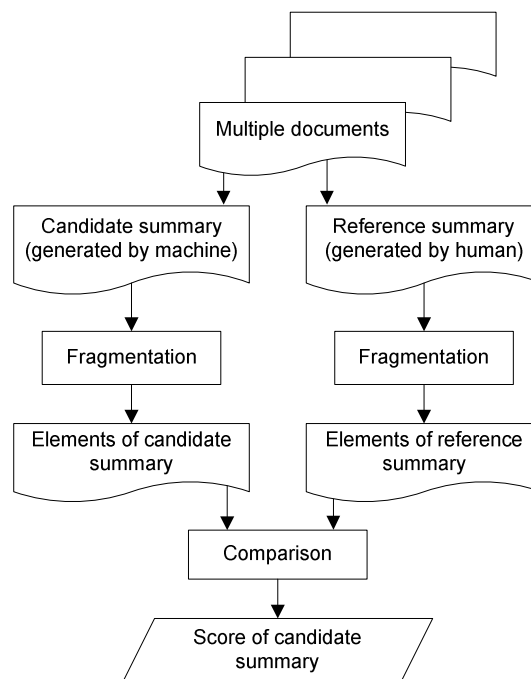 Multiple documents
Candidate summary
(generated by machine)
Reference summary
(generated by human)
Fragmentation
Fragmentation
Elements of candidate
summary
Elements of reference
summary
Comparison
Score of candidate
summary